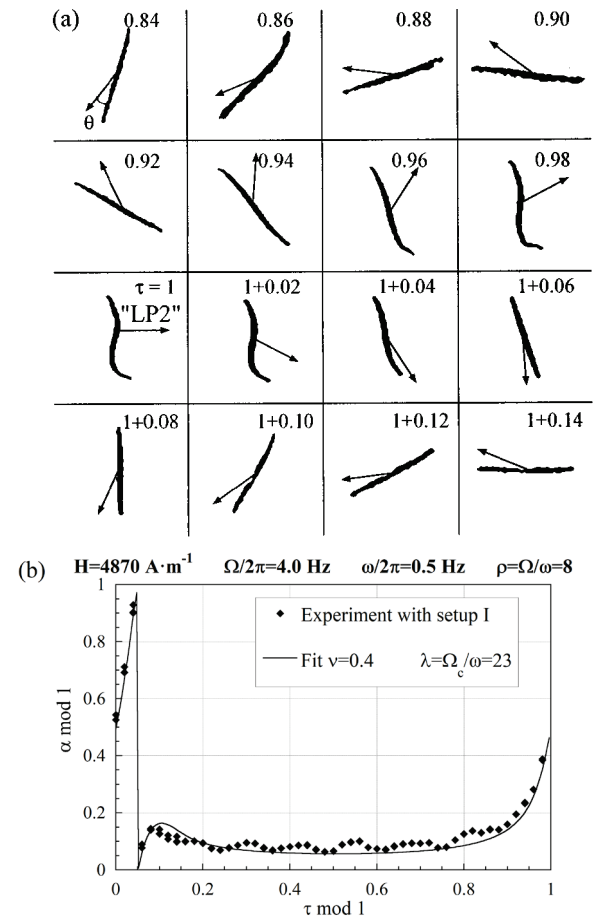 (a)
0.84 0.86 0.88 0.90
θ
0.92 0.94 0.96 0.98
τ = 1 1+0.02 1+0.04 1+0.06
"LP2"
1+0.08 1+0.10 1+0.12 1+0.14
(b)
H=4870 A·m⁻¹ Ω/2π=4.0 Hz ω/2π=0.5 Hz ρ=Ω/ω=8
1
0.8
0.6
0.4
0.2
0
α mod 1
Experiment with setup I
Fit ν=0.4 λ=Ω_c/ω=23
0 0.2 0.4 0.6 0.8 1
τ mod 1